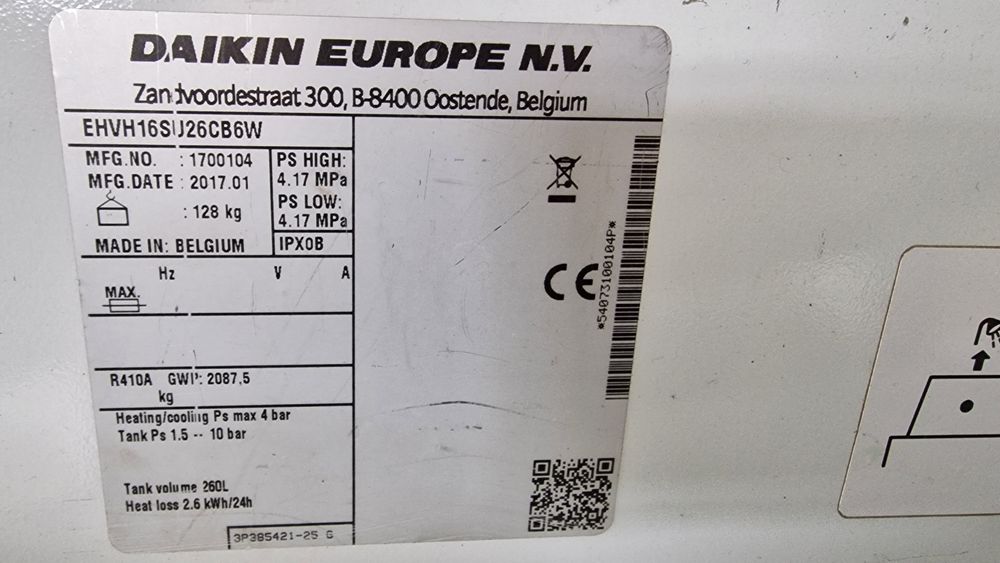 DAIKIN EUROPE N.V.
Zandvoordestraat 300, B-8400 Oostende, Belgium
EHVH16SU26CB6W
MFG.NO. : 1700104
MFG.DATE : 2017.01
: 128 kg
MADE IN: BELGIUM
PS HIGH:
4.17 MPa
PS LOW:
4.17 MPa
IPX0B
Hz V A
MAX.
R410A GWP: 2087,5
kg
Heating/cooling Ps max 4 bar
Tank Ps 1.5 -- 10 bar
Tank volume 260L
Heat loss 2.6 kWh/24h
3P385421-25 G
CE
*54073100104P*